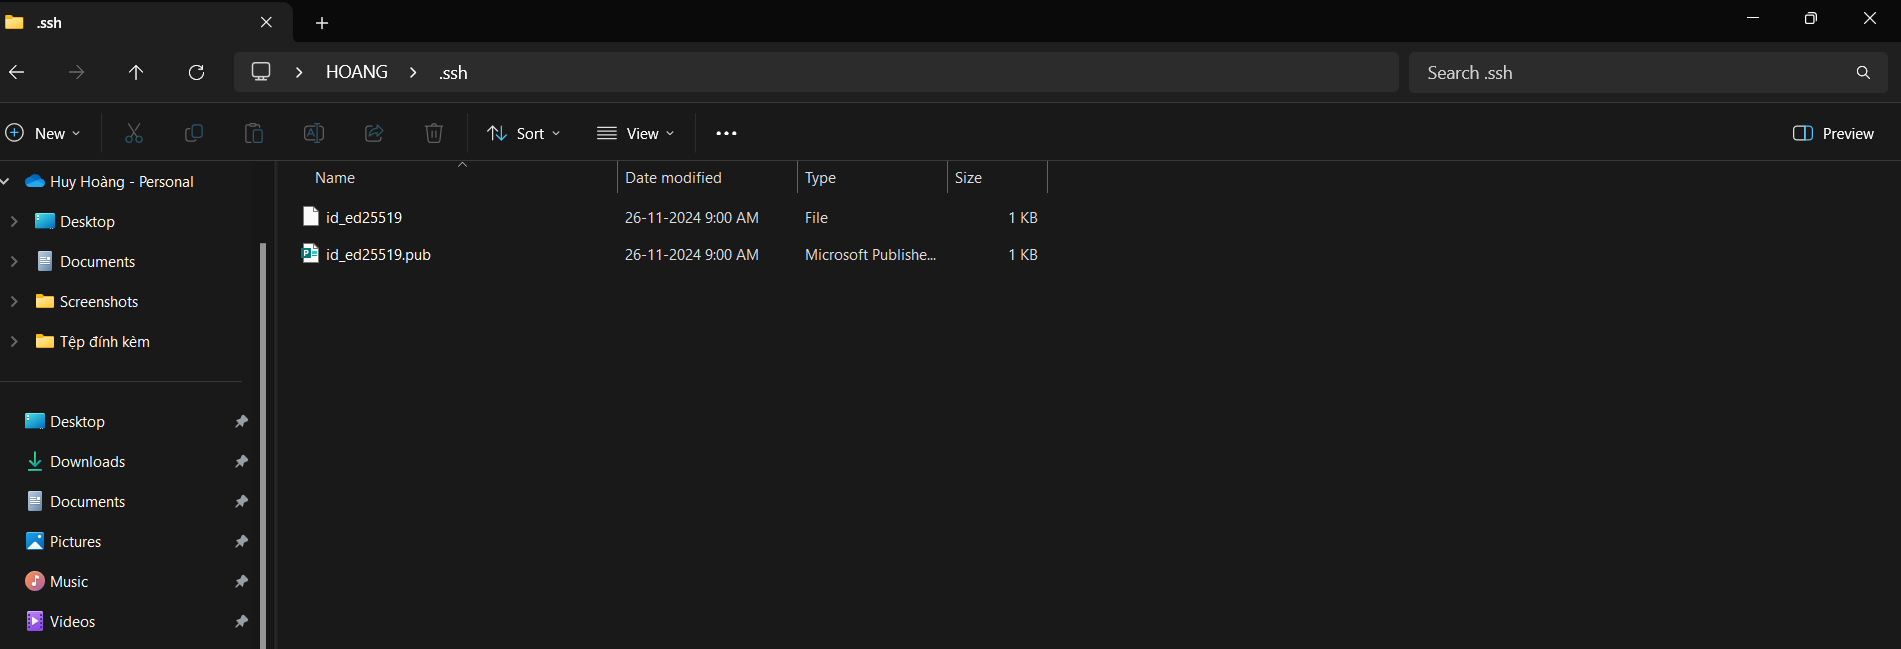 .ssh
HOANG > .ssh
Search .ssh
New
Sort
View
Preview
Huy Hoàng - Personal
Desktop
Documents
Screenshots
Tệp đính kèm
Desktop
Downloads
Documents
Pictures
Music
Videos
Name Date modified Type Size
id_ed25519 26-11-2024 9:00 AM File 1 KB
id_ed25519.pub 26-11-2024 9:00 AM Microsoft Publishe... 1 KB